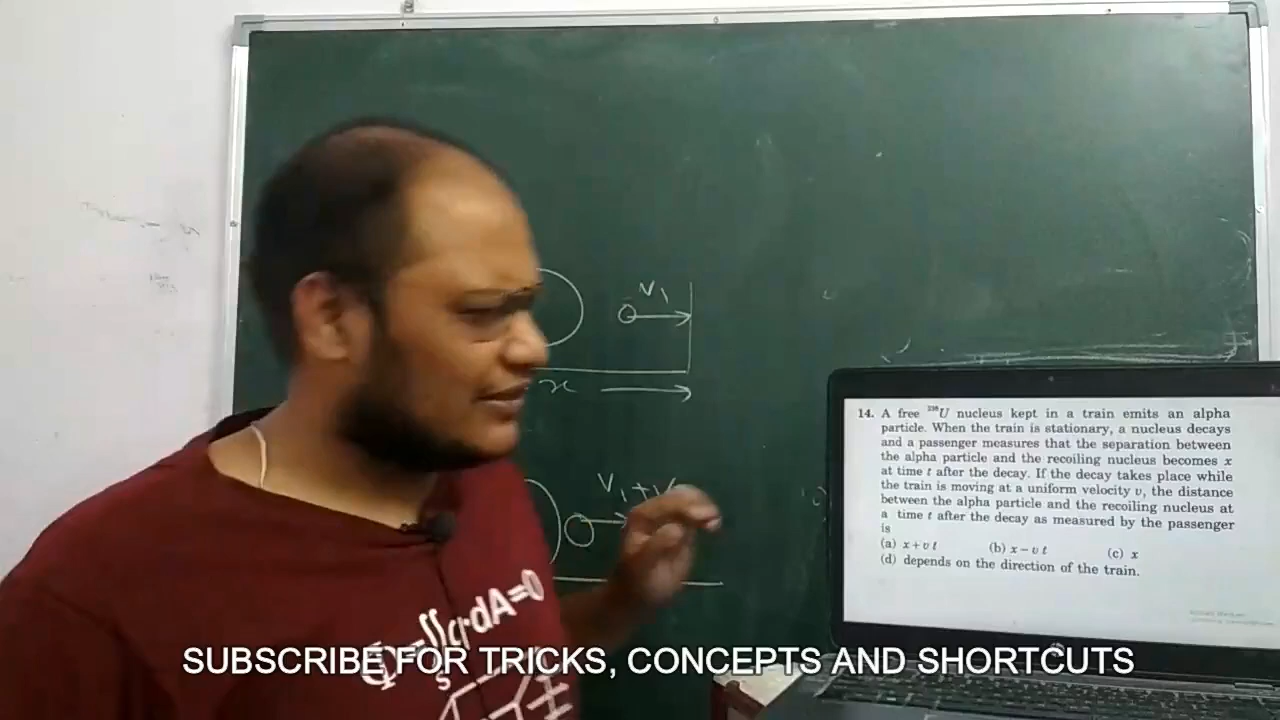 V₁
x
V₁+V
Φ=∬q·dA=0
S
14. A free ²³⁸U nucleus kept in a train emits an alpha
particle. When the train is stationary, a nucleus decays
and a passenger measures that the separation between
the alpha particle and the recoiling nucleus becomes x
at time t after the decay. If the decay takes place while
the train is moving at a uniform velocity v, the distance
between the alpha particle and the recoiling nucleus at
a time t after the decay as measured by the passenger
is
(a) x+v t (b) x−v t (c) x
(d) depends on the direction of the train.
SUBSCRIBE FOR TRICKS, CONCEPTS AND SHORTCUTS